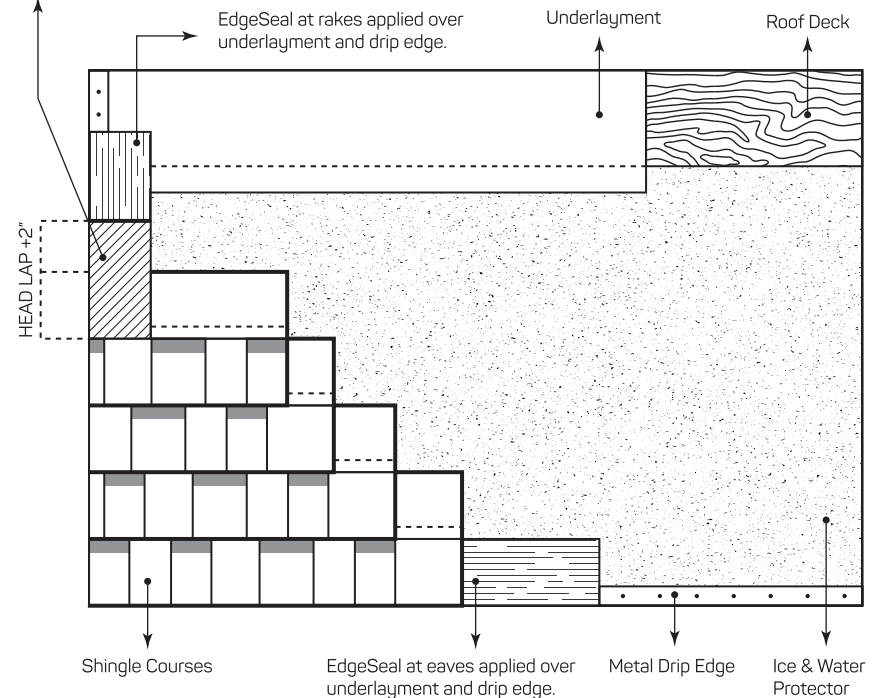 EdgeSeal at rakes applied over
underlayment and drip edge.
Underlayment
Roof Deck
HEAD LAP +2"
Shingle Courses
EdgeSeal at eaves applied over
underlayment and drip edge.
Metal Drip Edge
Ice & Water
Protector